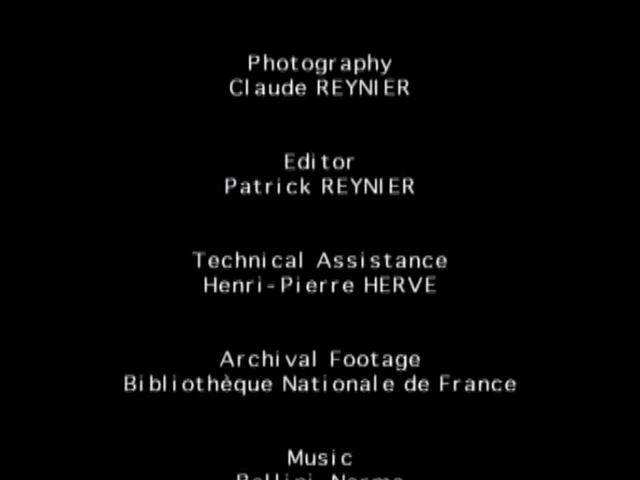 Photography
Claude REYNIER
Editor
Patrick REYNIER
Technical Assistance
Henri-Pierre HERVE
Archival Footage
Bibliothèque Nationale de France
Music